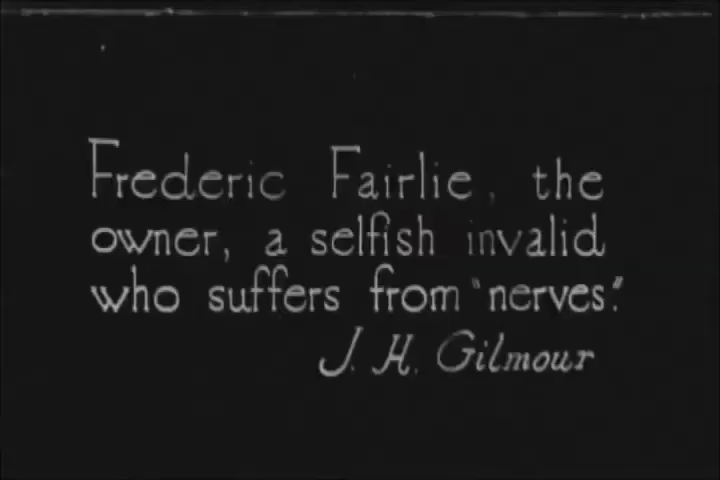 Frederic Fairlie, the
owner, a selfish invalid
who suffers from "nerves."
J. H. Gilmour